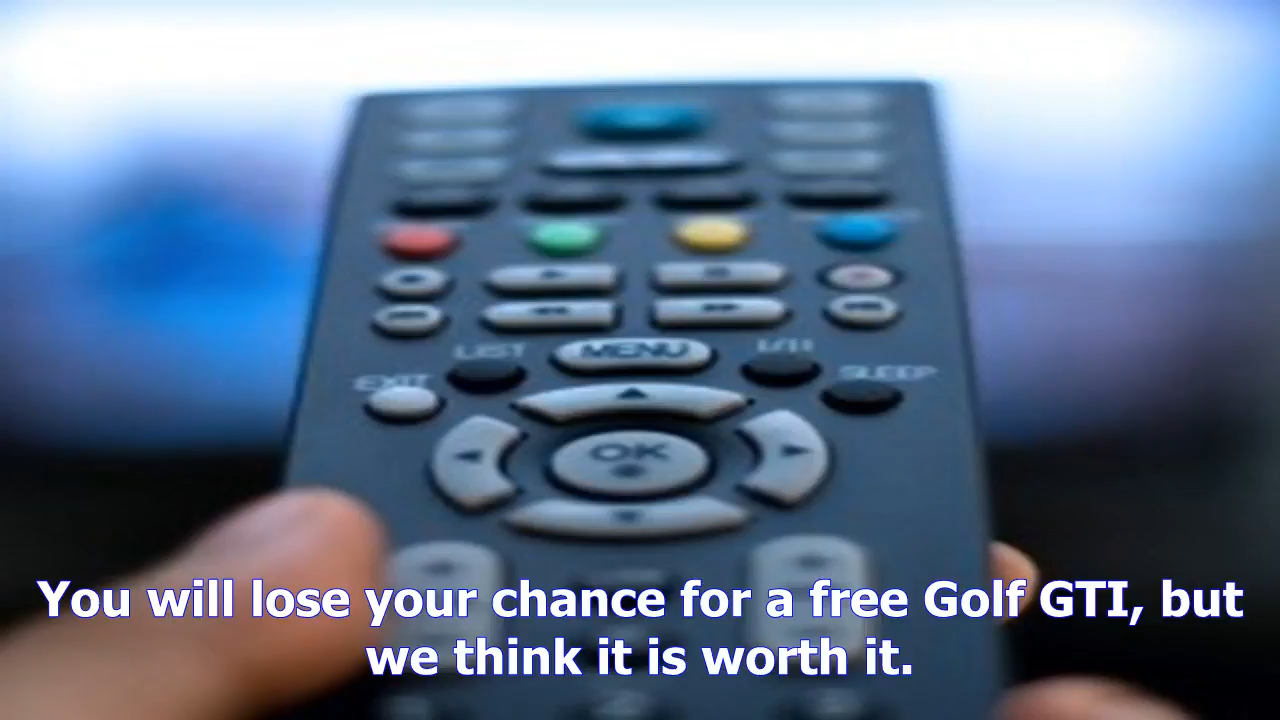 LIST
MENU
I/II
EXIT
SLEEP
OK
You will lose your chance for a free Golf GTI, but
we think it is worth it.